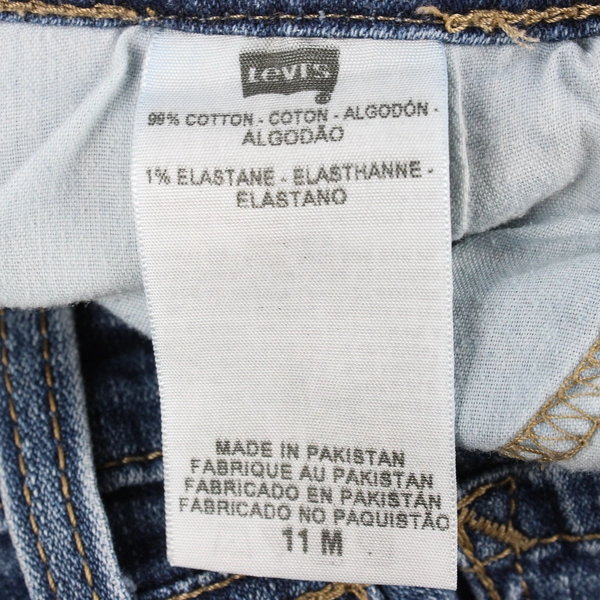 Levi's
99% COTTON - COTON - ALGODÓN -
ALGODÃO
1% ELASTANE - ELASTHANNE -
ELASTANO
MADE IN PAKISTAN
FABRIQUE AU PAKISTAN
FABRICADO EN PAKISTÁN
FABRICADO NO PAQUISTÃO
11 M